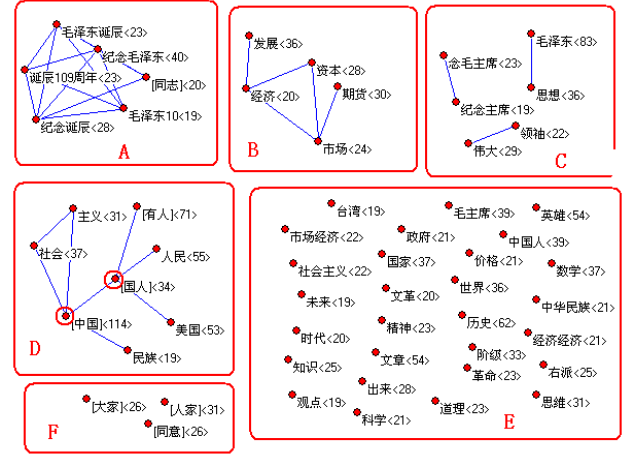 毛泽东诞辰<23>
纪念毛泽东<40>
诞辰109周年<23>
[同志]<20>
毛泽东10<19>
纪念诞辰<28>
A
发展<36>
资本<28>
经济<20>
期货<30>
市场<24>
B
毛泽东<83>
念毛主席<23>
纪念主席<19>
思想<36>
领袖<22>
伟大<29>
C
主义<31>
[有人]<71>
社会<37>
人民<55>
[国人]<34>
[中国]<114>
美国<53>
民族<19>
D
台湾<19>
毛主席<39>
英雄<54>
市场经济<22>
政府<21>
中国人<39>
国家<37>
价格<21>
社会主义<22>
数学<37>
世界<36>
未来<19>
文革<20>
中华民族<21>
历史<62>
精神<23>
时代<20>
经济经济<21>
阶级<33>
文章<54>
知识<25>
革命<23>
右派<25>
出来<28>
观点<19>
道理<23>
思维<31>
科学<21>
E
[大家]<26>
[人家]<31>
[同意]<26>
F